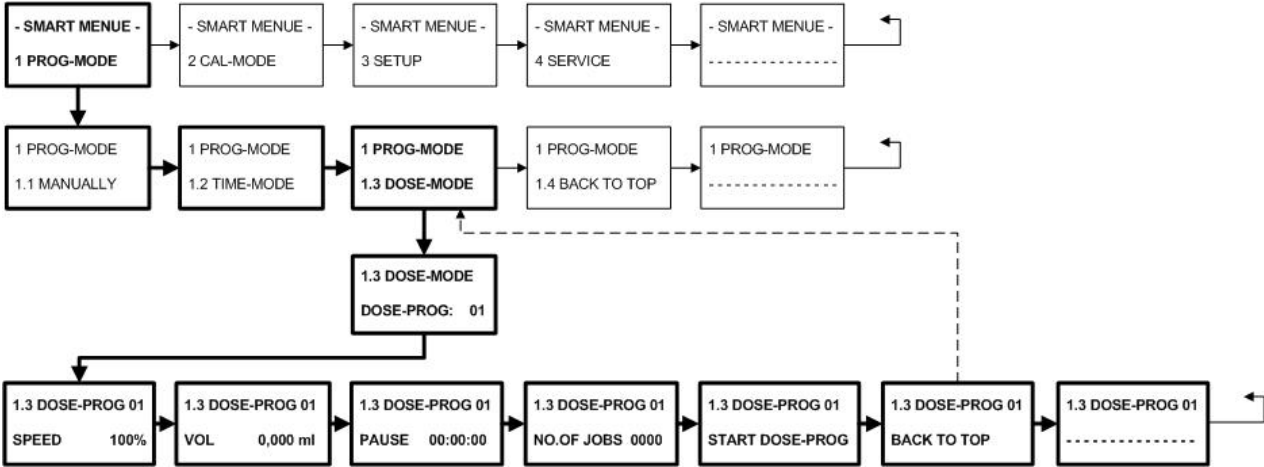 - SMART MENUE -
1 PROG-MODE
- SMART MENUE -
2 CAL-MODE
- SMART MENUE -
3 SETUP
- SMART MENUE -
4 SERVICE
- SMART MENUE -
- - - - - - - - - - - - - - -
1 PROG-MODE
1.1 MANUALLY
1 PROG-MODE
1.2 TIME-MODE
1 PROG-MODE
1.3 DOSE-MODE
1 PROG-MODE
1.4 BACK TO TOP
1 PROG-MODE
- - - - - - - - - - - - - - -
1.3 DOSE-MODE
DOSE-PROG: 01
1.3 DOSE-PROG 01
SPEED 100%
1.3 DOSE-PROG 01
VOL 0,000 ml
1.3 DOSE-PROG 01
PAUSE 00:00:00
1.3 DOSE-PROG 01
NO.OF JOBS 0000
1.3 DOSE-PROG 01
START DOSE-PROG
1.3 DOSE-PROG 01
BACK TO TOP
1.3 DOSE-PROG 01
- - - - - - - - - - - - - - -